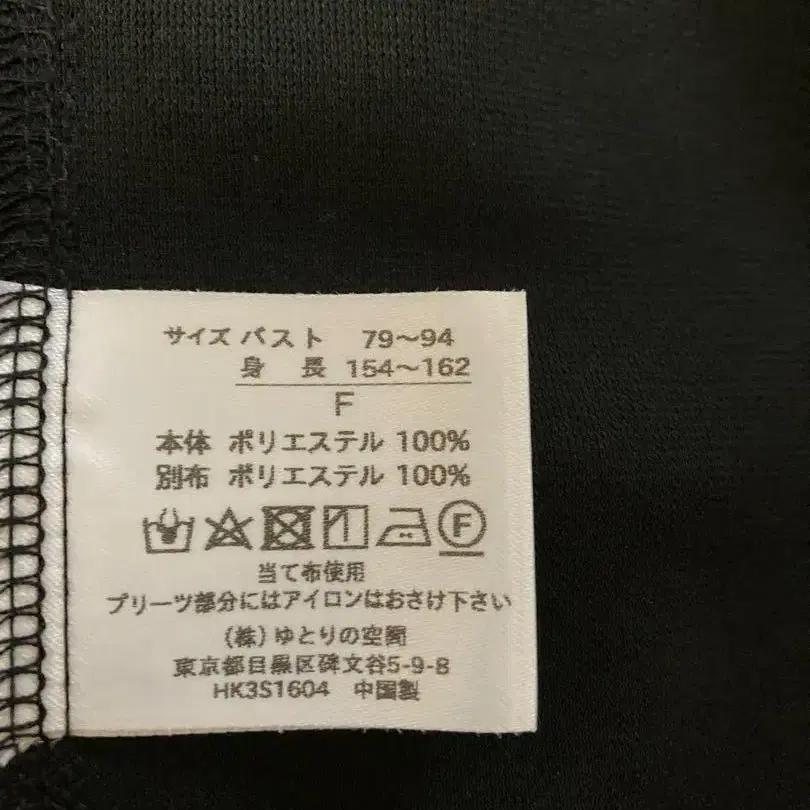 サイズ バスト 79～94
身 長 154～162
F
本体 ポリエステル 100%
別布 ポリエステル 100%
F
当て布使用
プリーツ部分にはアイロンはおさけ下さい
(株)ゆとりの空間
東京都目黒区碑文谷5-9-8
HK3S1604 中国製